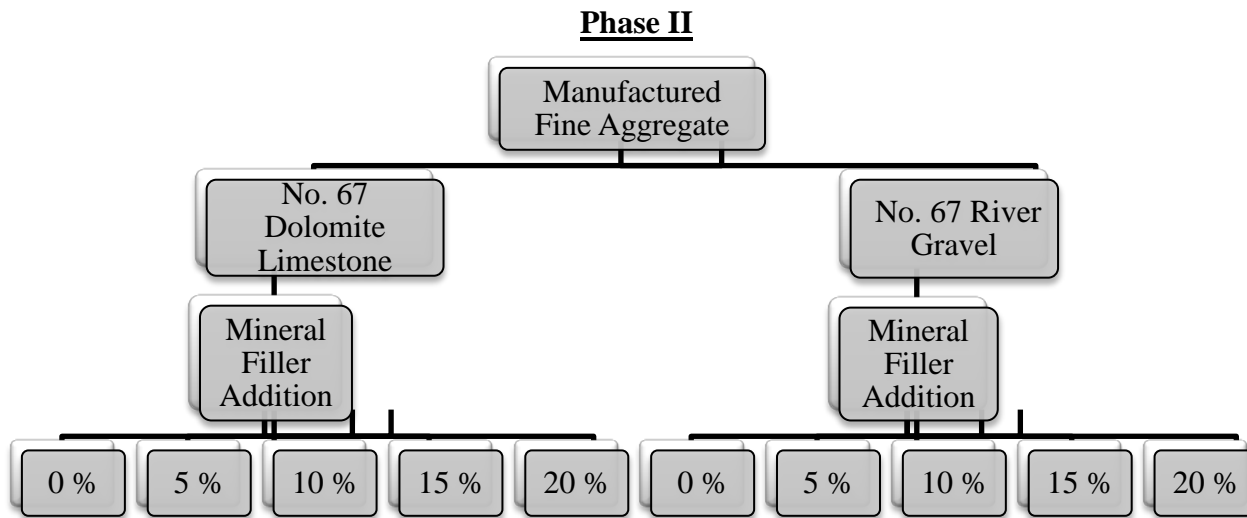 Phase II
Manufactured
Fine Aggregate
No. 67
Dolomite
Limestone
No. 67 River
Gravel
Mineral
Filler
Addition
Mineral
Filler
Addition
0 % 5 % 10 % 15 % 20 % 0 % 5 % 10 % 15 % 20 %